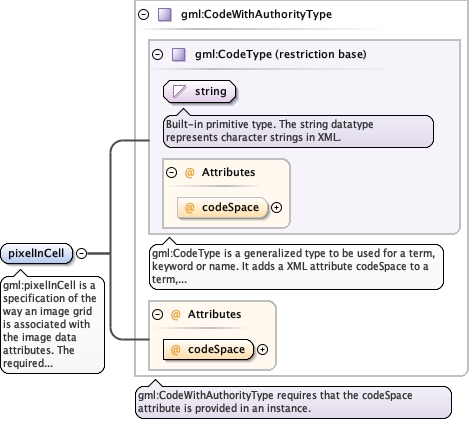 gml:CodeWithAuthorityType
gml:CodeType (restriction base)
string
Built-in primitive type. The string datatype
represents character strings in XML.
@ Attributes
@ codeSpace
pixelInCell
gml:pixelInCell is a
specification of the
way an image grid
is associated with
the image data
attributes. The
required...
gml:CodeType is a generalized type to be used for a term,
keyword or name. It adds a XML attribute codeSpace to a
term,...
@ Attributes
@ codeSpace
gml:CodeWithAuthorityType requires that the codeSpace
attribute is provided in an instance.